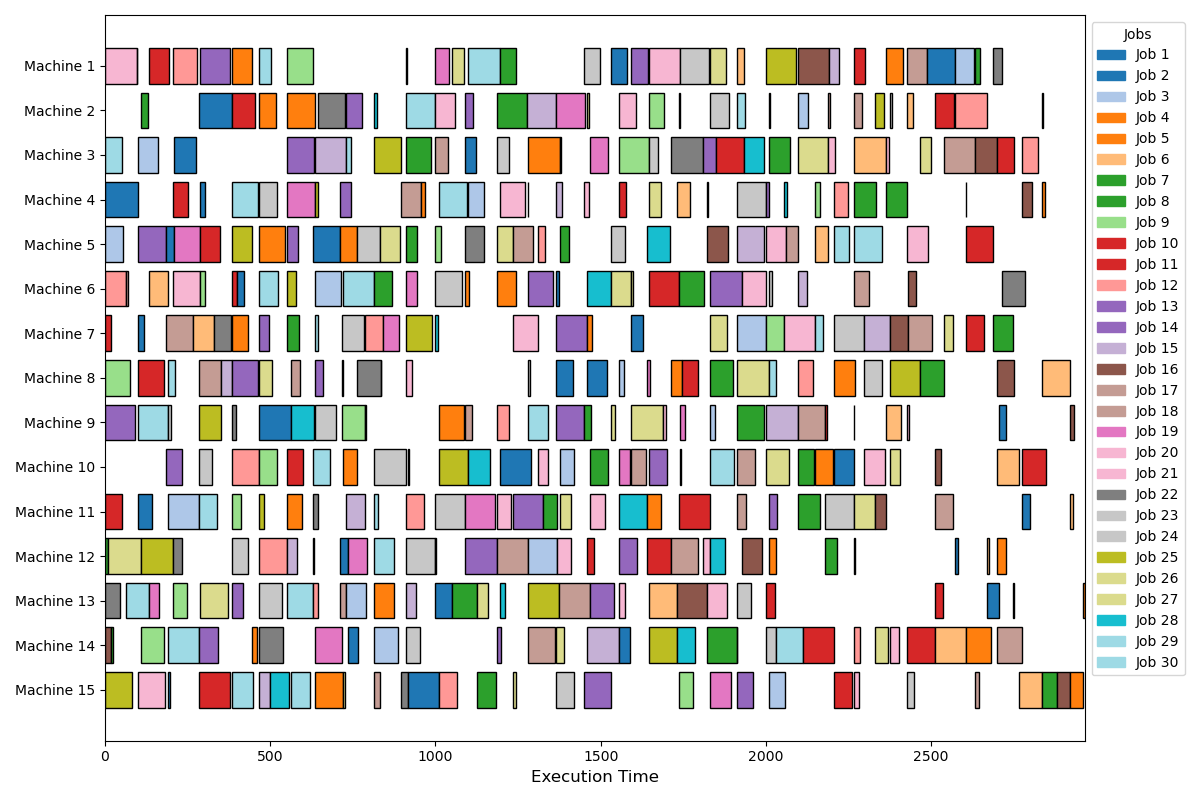 Machine 1
Machine 2
Machine 3
Machine 4
Machine 5
Machine 6
Machine 7
Machine 8
Machine 9
Machine 10
Machine 11
Machine 12
Machine 13
Machine 14
Machine 15
0 500 1000 1500 2000 2500
Execution Time
Jobs
Job 1
Job 2
Job 3
Job 4
Job 5
Job 6
Job 7
Job 8
Job 9
Job 10
Job 11
Job 12
Job 13
Job 14
Job 15
Job 16
Job 17
Job 18
Job 19
Job 20
Job 21
Job 22
Job 23
Job 24
Job 25
Job 26
Job 27
Job 28
Job 29
Job 30